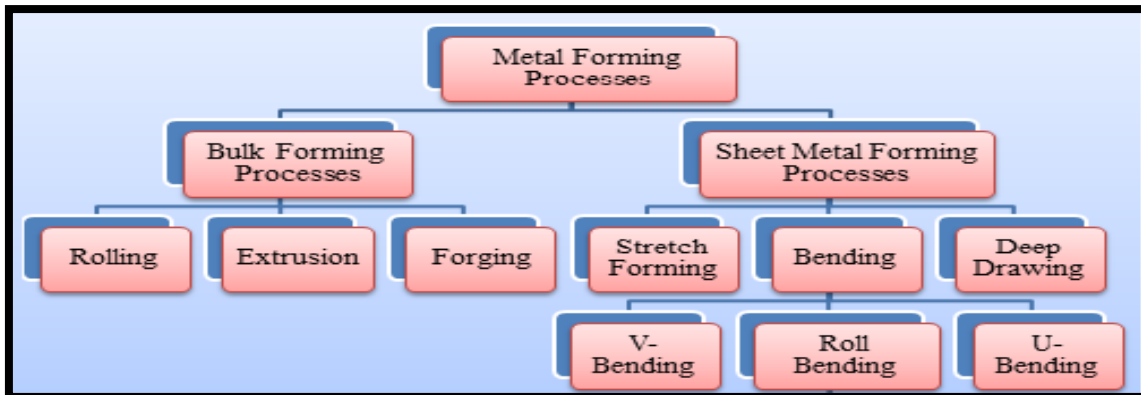 Metal Forming
Processes
Bulk Forming
Processes
Sheet Metal Forming
Processes
Rolling
Extrusion
Forging
Stretch
Forming
Bending
Deep
Drawing
V-
Bending
Roll
Bending
U-
Bending